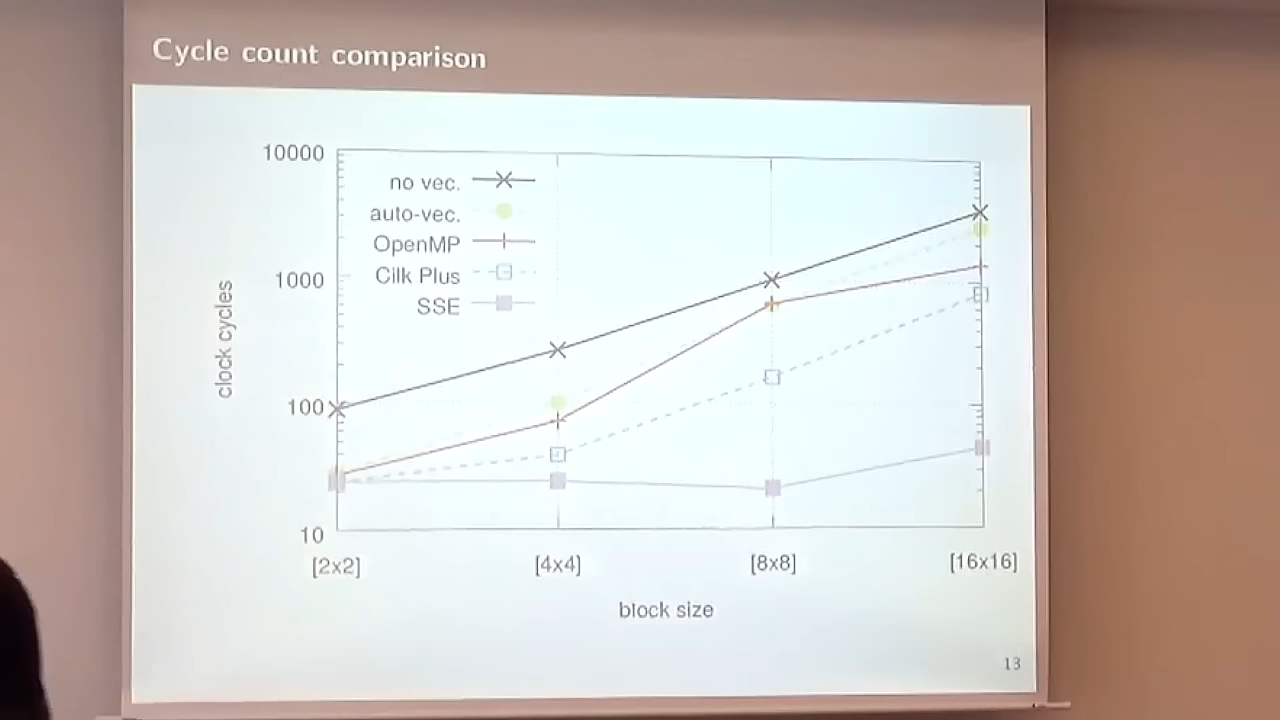 Cycle count comparison
10000
1000
100
10
clock cycles
no vec.
auto-vec.
OpenMP
Cilk Plus
SSE
[2x2] [4x4] [8x8] [16x16]
block size
13